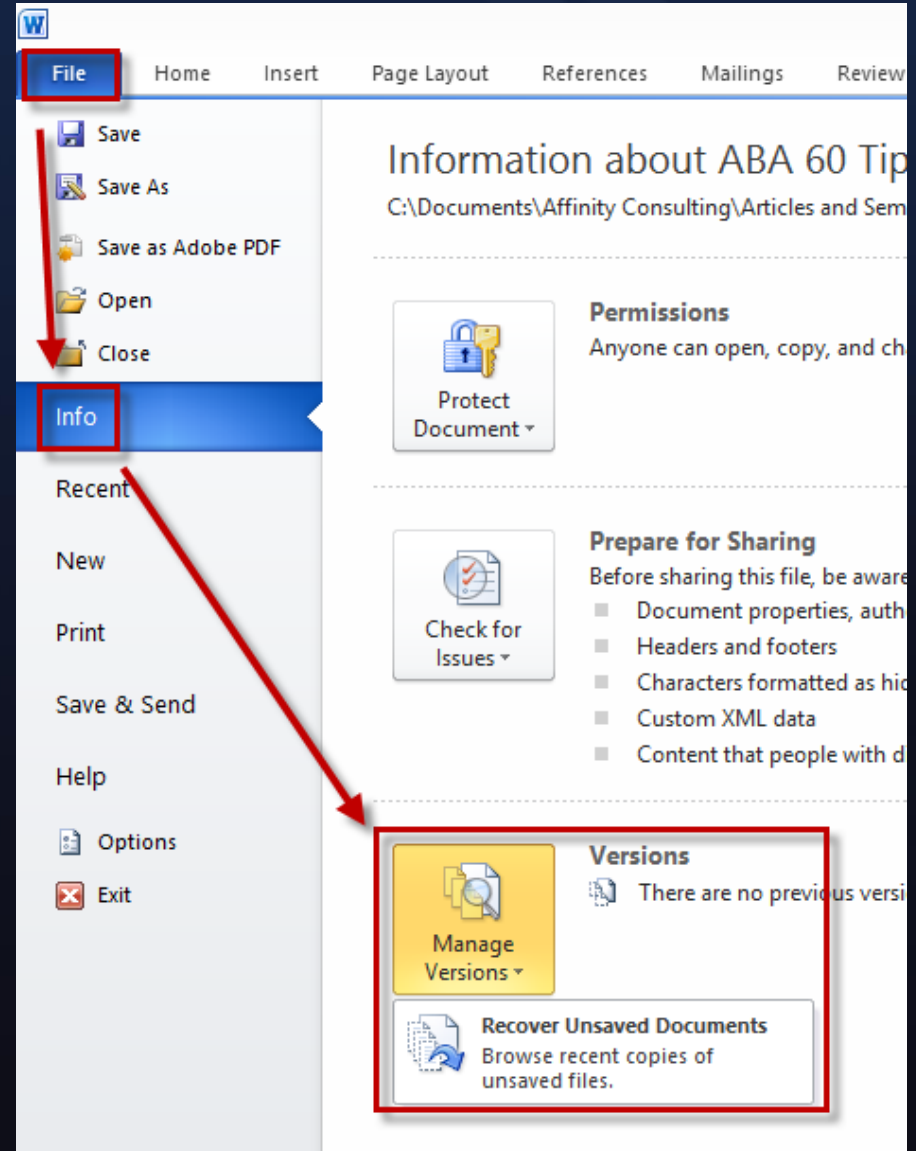 W
File Home Insert Page Layout References Mailings Review
Save
Save As
Save as Adobe PDF
Open
Close
Info
Recent
New
Print
Save & Send
Help
Options
Exit
Information about ABA 60 Tip
C:\Documents\Affinity Consulting\Articles and Sem
Protect
Document
Permissions
Anyone can open, copy, and ch
Check for
Issues
Prepare for Sharing
Before sharing this file, be aware
Document properties, auth
Headers and footers
Characters formatted as hid
Custom XML data
Content that people with d
Manage
Versions
Versions
There are no previous versi
Recover Unsaved Documents
Browse recent copies of
unsaved files.